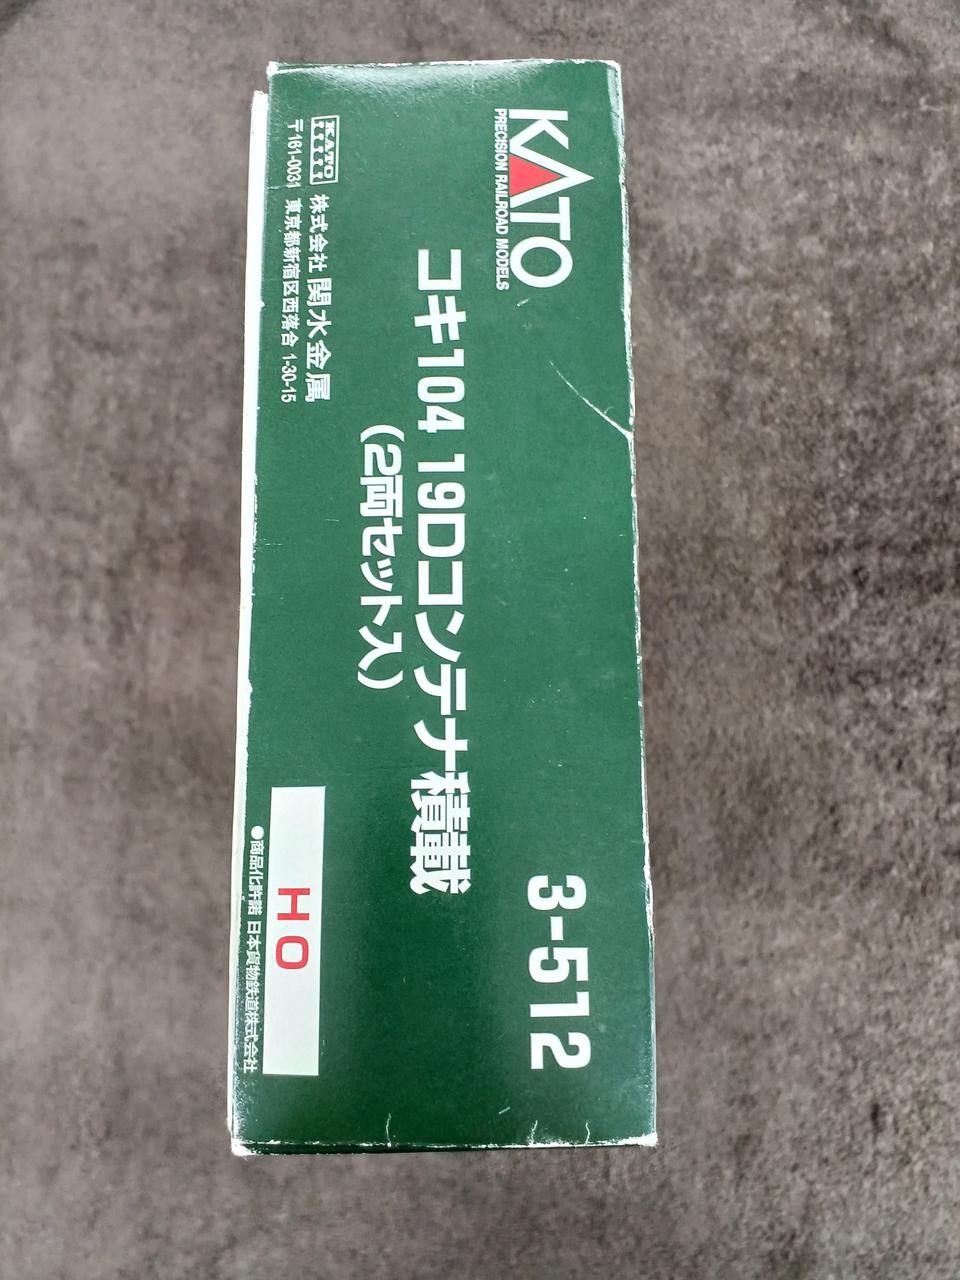 KATO
PRECISION RAILROAD MODELS
3-512
コキ104 19Dコンテナ積載
(2両セット入)
KATO
株式会社 関水金属
〒161-0031 東京都新宿区西落合 1-30-15
HO
●商品化許諾 日本貨物鉄道株式会社